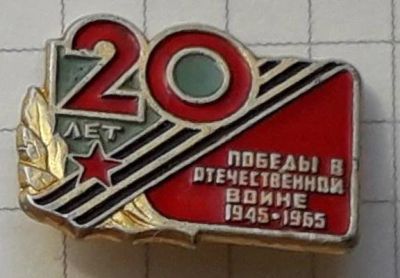 20
ЛЕТ
ПОБЕДЫ В
ОТЕЧЕСТВЕННОЙ
ВОЙНЕ
1945·1965